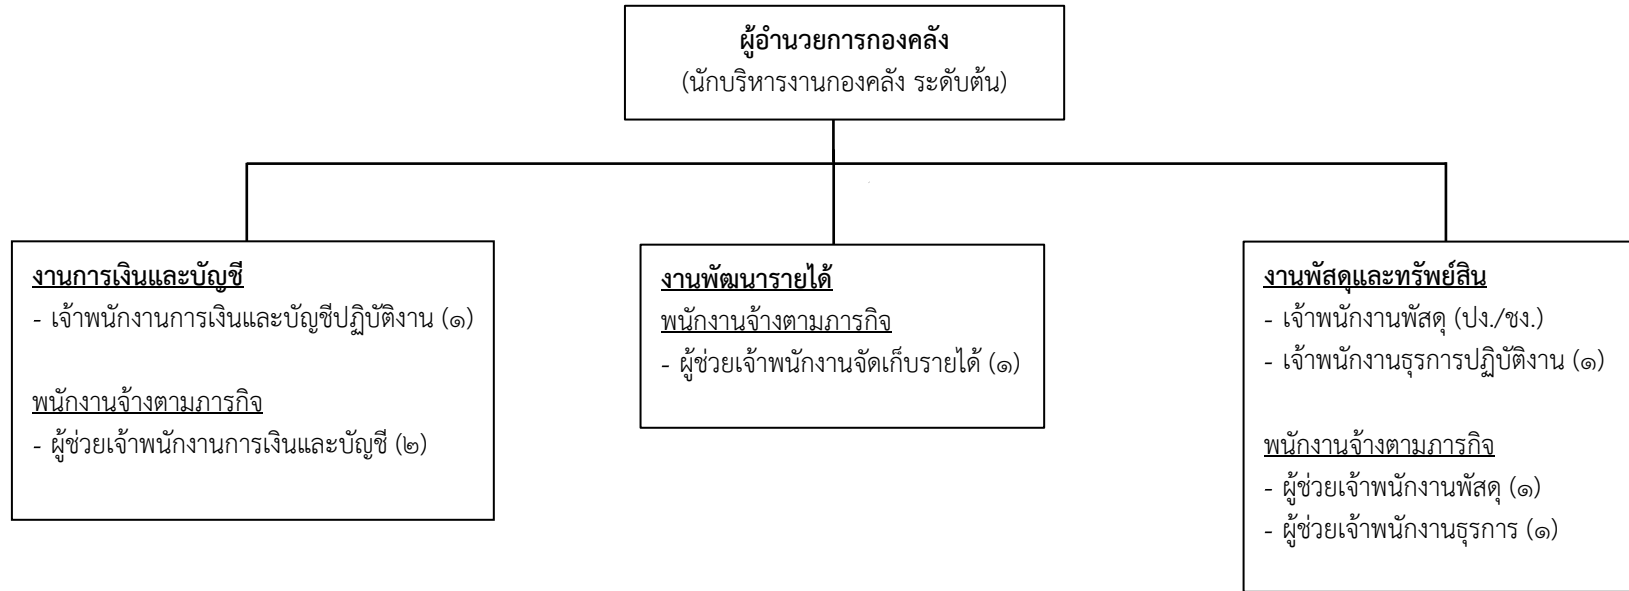 ผู้อำนวยการกองคลัง
(นักบริหารงานกองคลัง ระดับต้น)
งานการเงินและบัญชี
- เจ้าพนักงานการเงินและบัญชีปฏิบัติงาน (๑)
พนักงานจ้างตามภารกิจ
- ผู้ช่วยเจ้าพนักงานการเงินและบัญชี (๒)
งานพัฒนารายได้
พนักงานจ้างตามภารกิจ
- ผู้ช่วยเจ้าพนักงานจัดเก็บรายได้ (๑)
งานพัสดุและทรัพย์สิน
- เจ้าพนักงานพัสดุ (ปง./ชง.)
- เจ้าพนักงานธุรการปฏิบัติงาน (๑)
พนักงานจ้างตามภารกิจ
- ผู้ช่วยเจ้าพนักงานพัสดุ (๑)
- ผู้ช่วยเจ้าพนักงานธุรการ (๑)